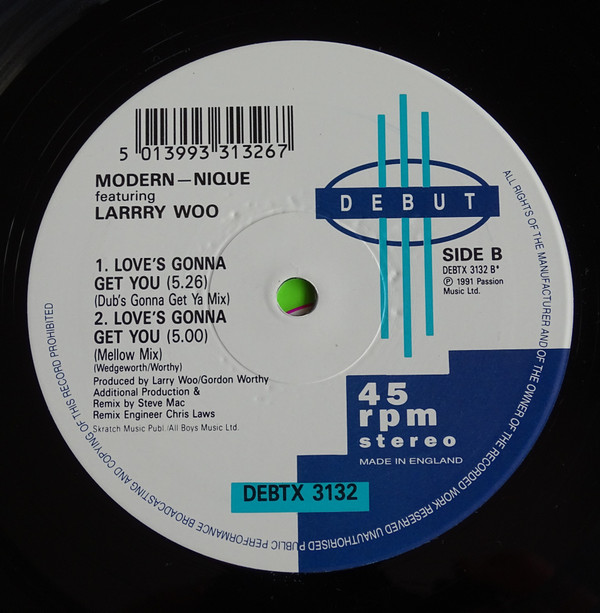 5 013993 313267
MODERN—NIQUE
featuring
LARRRY WOO
DEBUT
SIDE B
DEBTX 3132 B*
℗ 1991 Passion
Music Ltd.
1. LOVE'S GONNA
GET YOU (5.26)
(Dub's Gonna Get Ya Mix)
2. LOVE'S GONNA
GET YOU (5.00)
(Mellow Mix)
(Wedgeworth/Worthy)
Produced by Larry Woo/Gordon Worthy
Additional Production &
Remix by Steve Mac
Remix Engineer Chris Laws
Skratch Music Publ./All Boys Music Ltd.
45
rpm
stereo
MADE IN ENGLAND
DEBTX 3132
ALL RIGHTS OF THE MANUFACTURER AND OF THE OWNER OF THE RECORDED WORK RESERVED UNAUTHORISED PUBLIC PERFORMANCE BROADCASTING AND COPYING OF THIS RECORD PROHIBITED